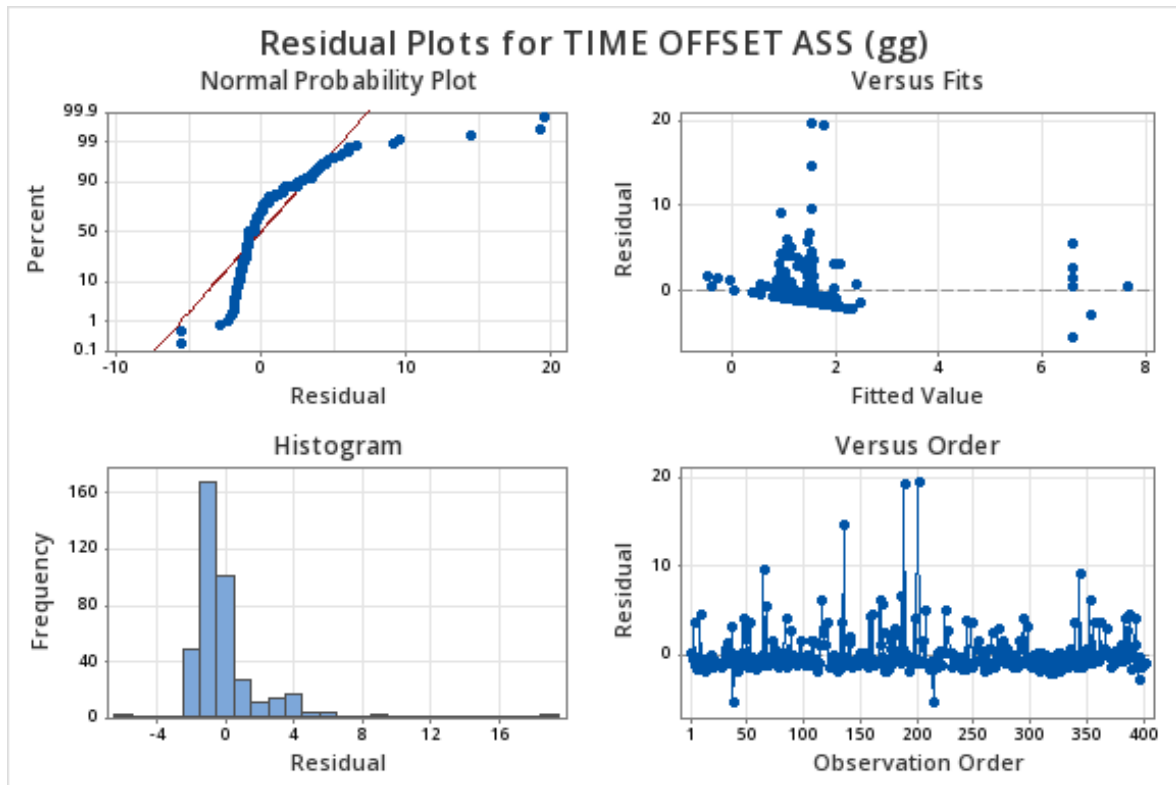 Residual Plots for TIME OFFSET ASS (gg)
Normal Probability Plot
99.9
99
90
50
10
1
0.1
Percent
-10 0 10 20
Residual
Versus Fits
20
10
0
Residual
0 2 4 6 8
Fitted Value
Histogram
160
120
80
40
0
Frequency
-4 0 4 8 12 16
Residual
Versus Order
20
10
0
Residual
1 50 100 150 200 250 300 350 400
Observation Order